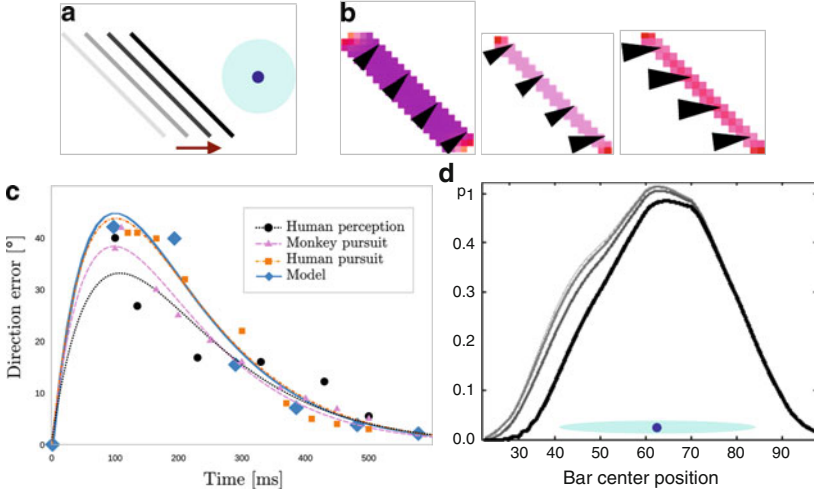 a
b
c
Direction error [°]
40
30
20
10
0
0
100
200
300
400
500
Time [ms]
Human perception
Monkey pursuit
Human pursuit
Model
d
p1
0.4
0.3
0.2
0.1
0.0
30
40
50
60
70
80
90
Bar center position